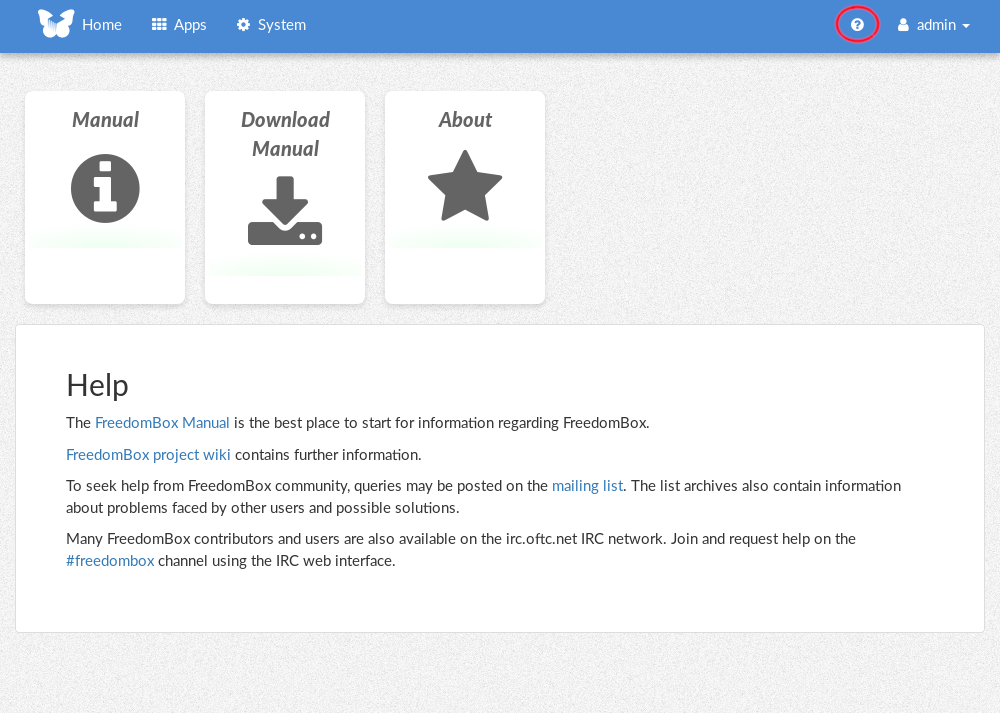 Home Apps System admin
Manual
Download
Manual
About
Help
The FreedomBox Manual is the best place to start for information regarding FreedomBox.
FreedomBox project wiki contains further information.
To seek help from FreedomBox community, queries may be posted on the mailing list. The list archives also contain information
about problems faced by other users and possible solutions.
Many FreedomBox contributors and users are also available on the irc.oftc.net IRC network. Join and request help on the
#freedombox channel using the IRC web interface.